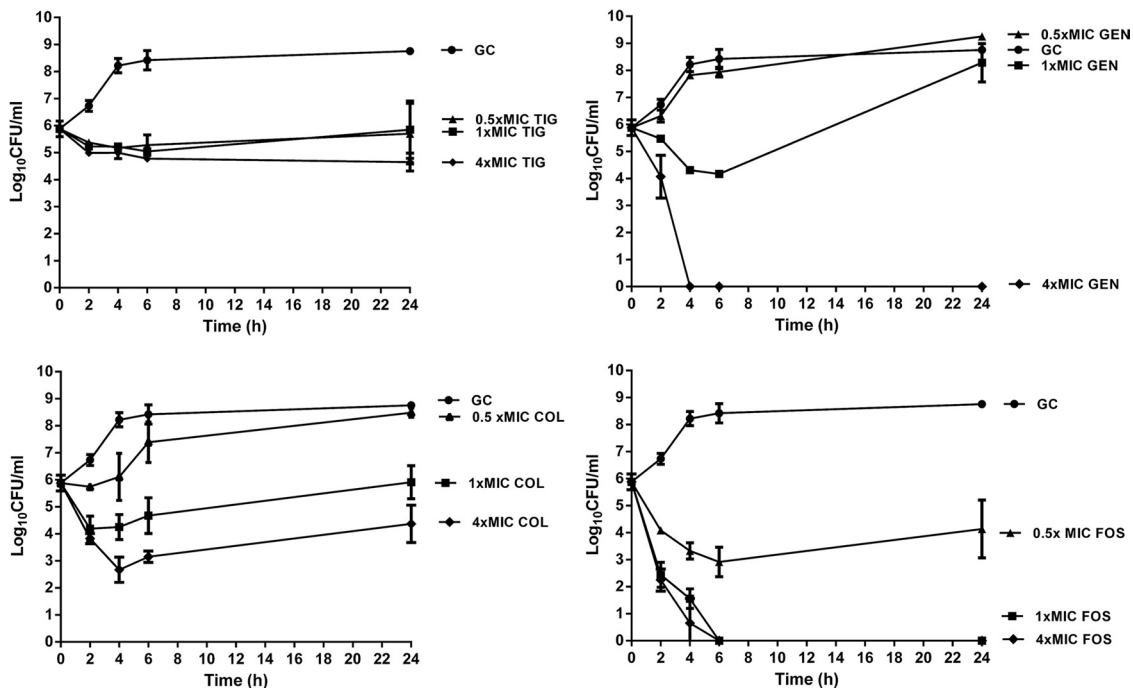 10
9
8
7
6
5
4
3
2
1
0
Log10CFU/ml
0 2 4 6 8 10 12 14 16 18 20 22 24
Time (h)
GC
0.5xMIC TIG
1xMIC TIG
4xMIC TIG
10
9
8
7
6
5
4
3
2
1
0
Log10CFU/ml
0 2 4 6 8 10 12 14 16 18 20 22 24
Time (h)
0.5xMIC GEN
GC
1xMIC GEN
4xMIC GEN
10
9
8
7
6
5
4
3
2
1
0
Log10CFU/ml
0 2 4 6 8 10 12 14 16 18 20 22 24
Time (h)
GC
0.5 xMIC COL
1xMIC COL
4xMIC COL
10
9
8
7
6
5
4
3
2
1
0
Log10CFU/ml
0 2 4 6 8 10 12 14 16 18 20 22 24
Time (h)
GC
0.5x MIC FOS
1xMIC FOS
4xMIC FOS